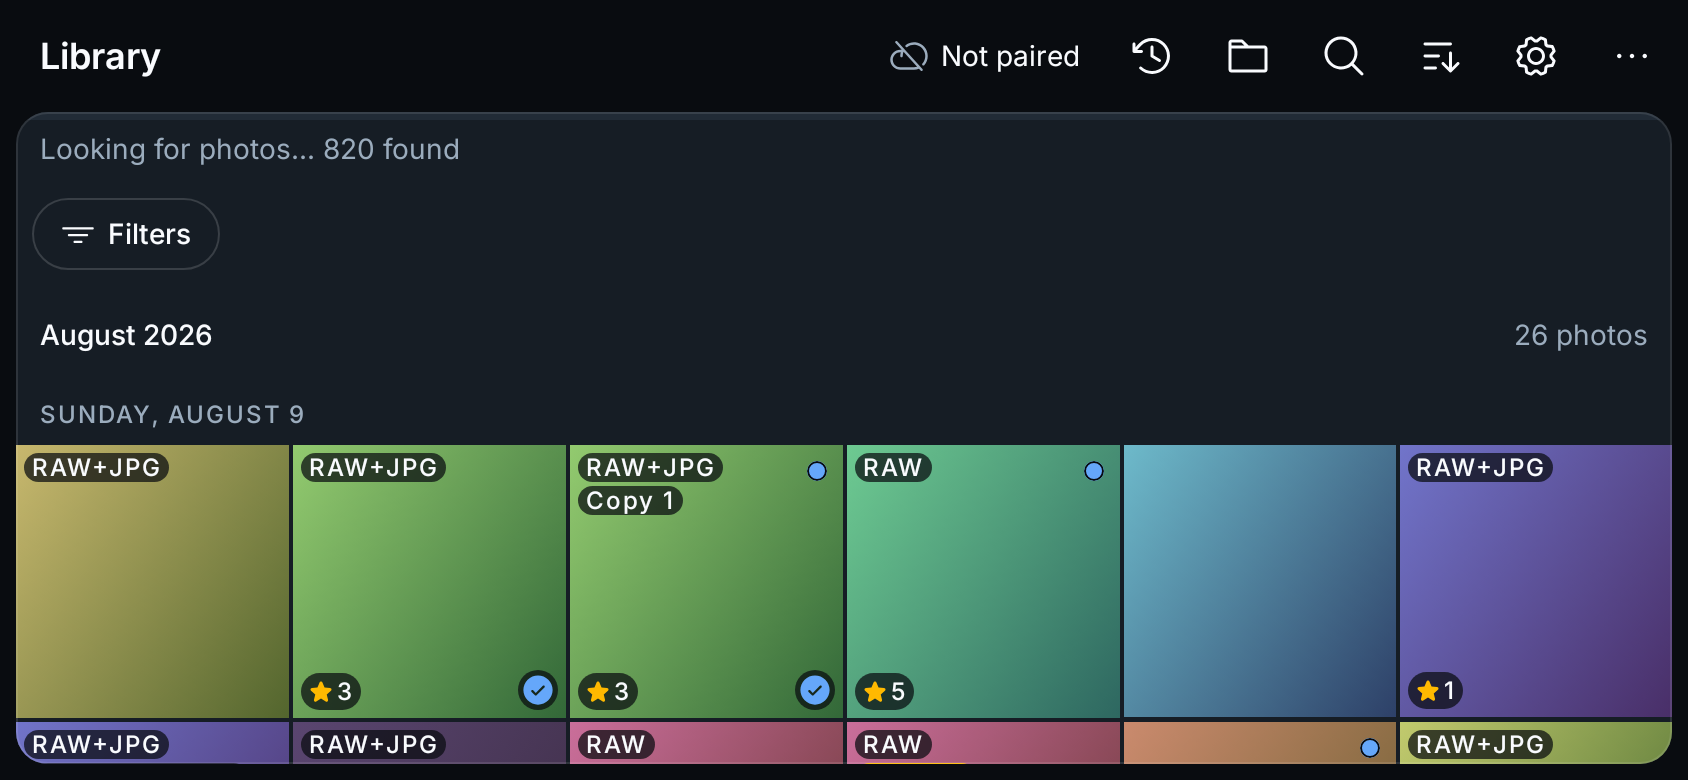 Library
Not paired
Looking for photos... 820 found
Filters
August 2026
26 photos
SUNDAY, AUGUST 9
RAW+JPG
RAW+JPG
RAW+JPG
Copy 1
RAW
RAW+JPG
3
3
5
1
RAW+JPG
RAW+JPG
RAW
RAW
RAW+JPG